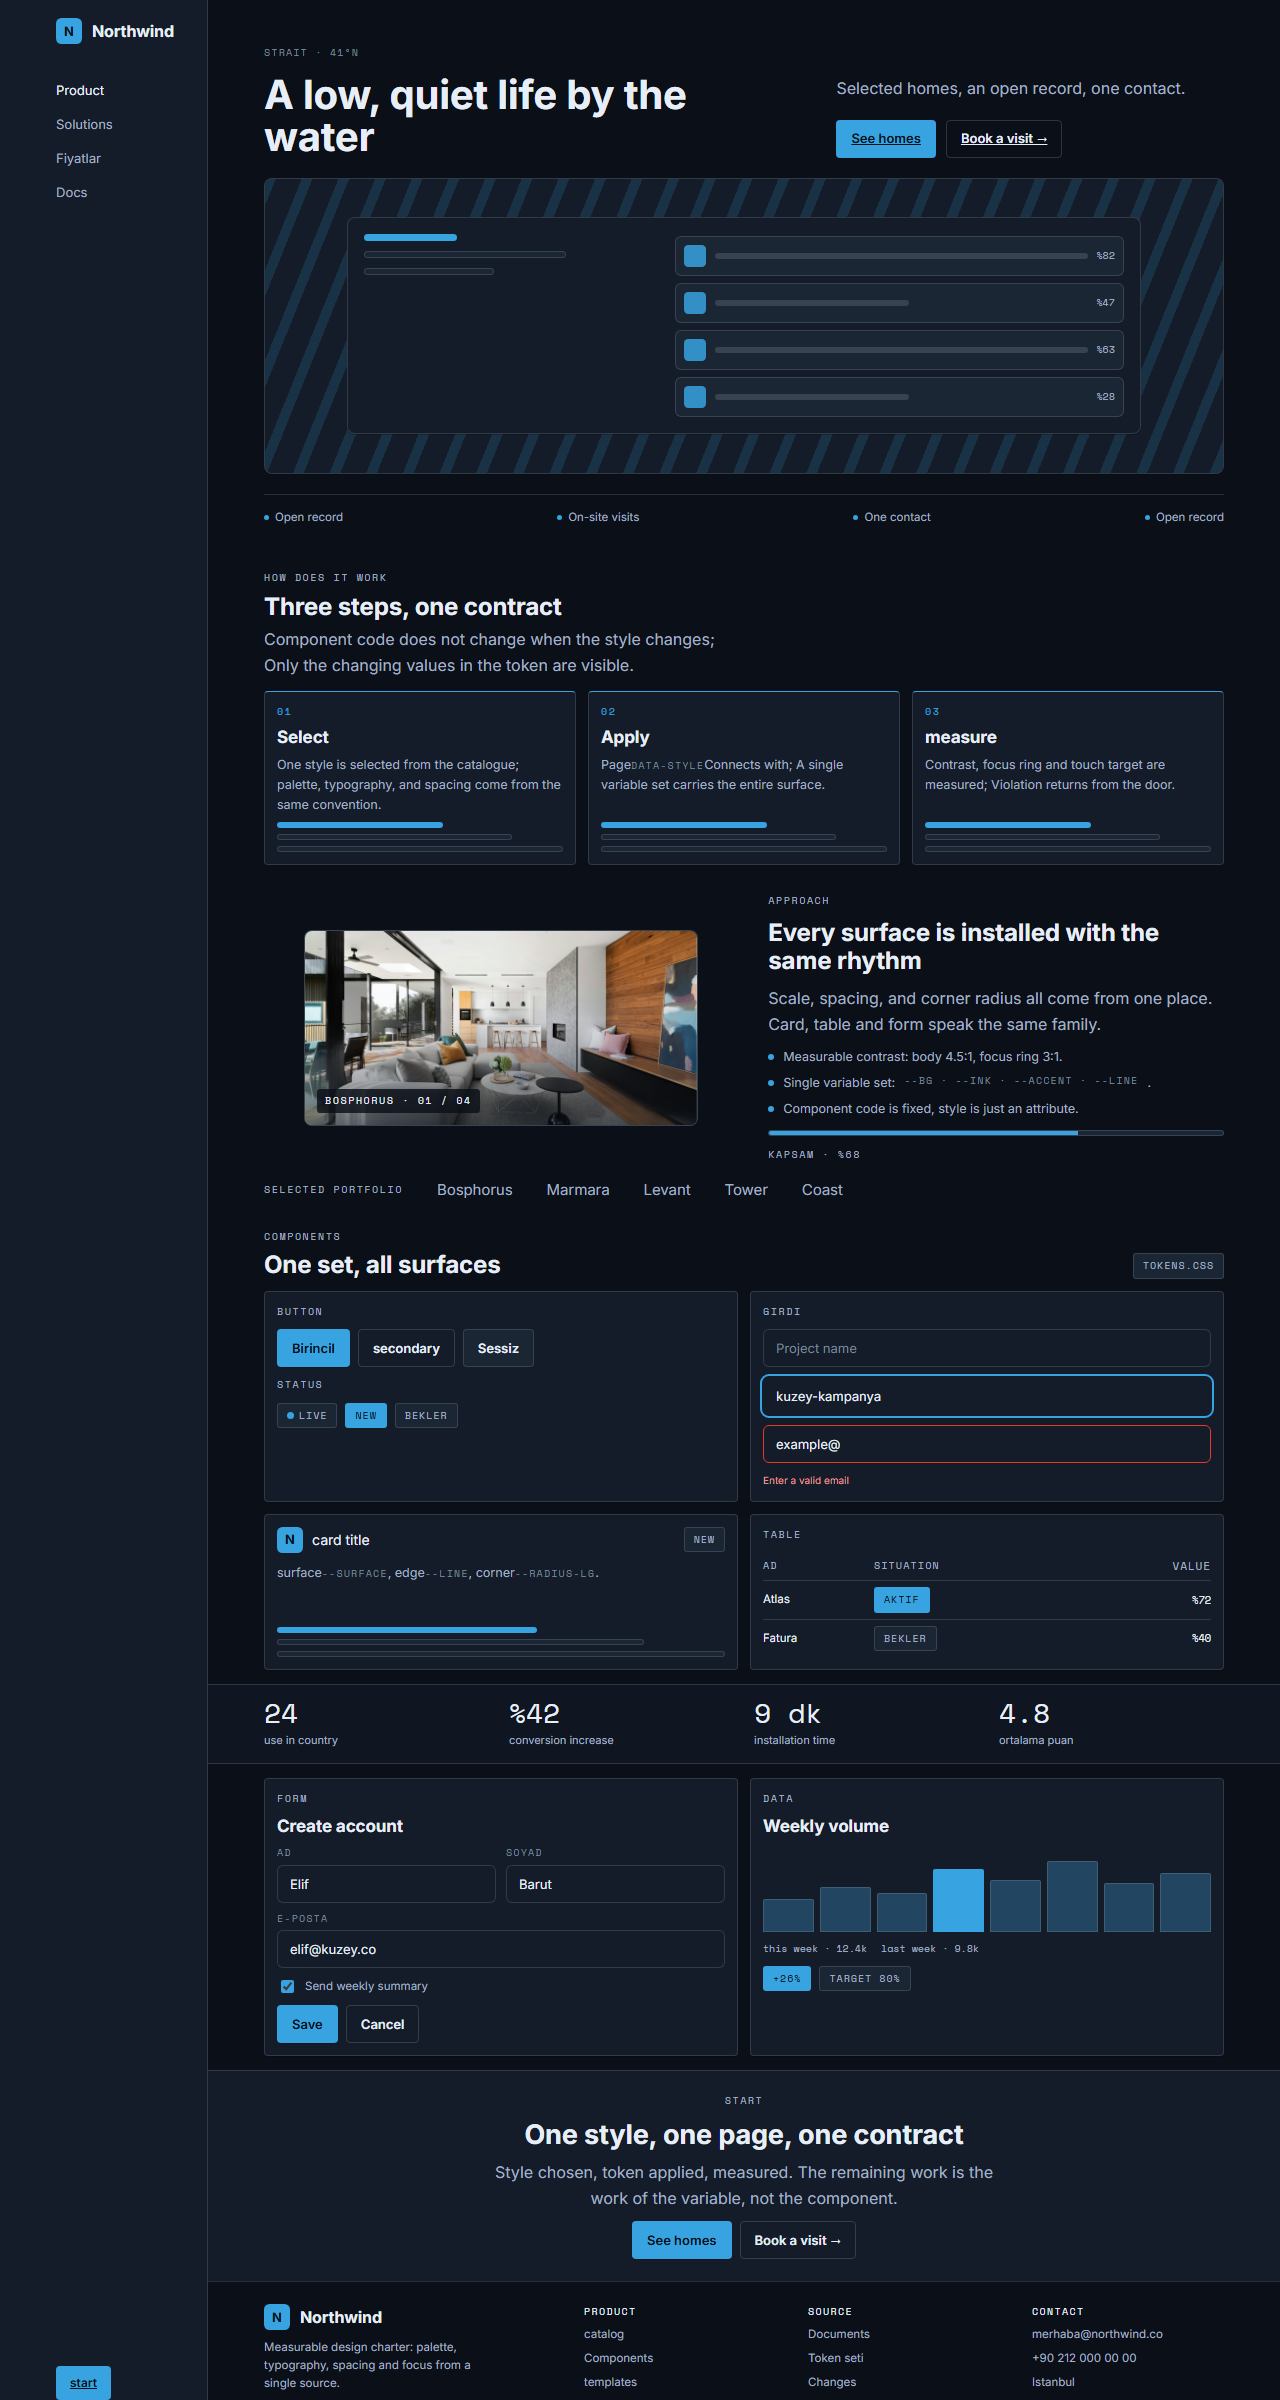 N Northwind
Product
Solutions
Fiyatlar
Docs
start
STRAIT · 41°N
A low, quiet life by the
water
Selected homes, an open record, one contact.
See homes
Book a visit →
%82
%47
%63
%28
Open record
On-site visits
One contact
Open record
HOW DOES IT WORK
Three steps, one contract
Component code does not change when the style changes;
Only the changing values in the token are visible.
01
Select
One style is selected from the catalogue;
palette, typography, and spacing come from the
same convention.
02
Apply
PageDATA-STYLEConnects with; A single
variable set carries the entire surface.
03
measure
Contrast, focus ring and touch target are
measured; Violation returns from the door.
BOSPHORUS · 01 / 04
APPROACH
Every surface is installed with the
same rhythm
Scale, spacing, and corner radius all come from one place.
Card, table and form speak the same family.
Measurable contrast: body 4.5:1, focus ring 3:1.
Single variable set: --BG · --INK · --ACCENT · --LINE .
Component code is fixed, style is just an attribute.
KAPSAM · %68
SELECTED PORTFOLIO Bosphorus Marmara Levant Tower Coast
COMPONENTS
One set, all surfaces
TOKENS.CSS
BUTTON
Birincil
secondary
Sessiz
STATUS
LIVE
NEW
BEKLER
GIRDI
Project name
kuzey-kampanya
example@
Enter a valid email
N card title
NEW
surface--SURFACE, edge--LINE, corner--RADIUS-LG.
TABLE
AD SITUATION VALUE
Atlas AKTIF %72
Fatura BEKLER %40
24
use in country
%42
conversion increase
9 dk
installation time
4.8
ortalama puan
FORM
Create account
AD
Elif
SOYAD
Barut
E-POSTA
elif@kuzey.co
Send weekly summary
Save
Cancel
DATA
Weekly volume
this week · 12.4k last week · 9.8k
+26%
TARGET 80%
START
One style, one page, one contract
Style chosen, token applied, measured. The remaining work is the
work of the variable, not the component.
See homes
Book a visit →
N Northwind
Measurable design charter: palette,
typography, spacing and focus from a
single source.
PRODUCT
catalog
Components
templates
SOURCE
Documents
Token seti
Changes
CONTACT
merhaba@northwind.co
+90 212 000 00 00
Istanbul